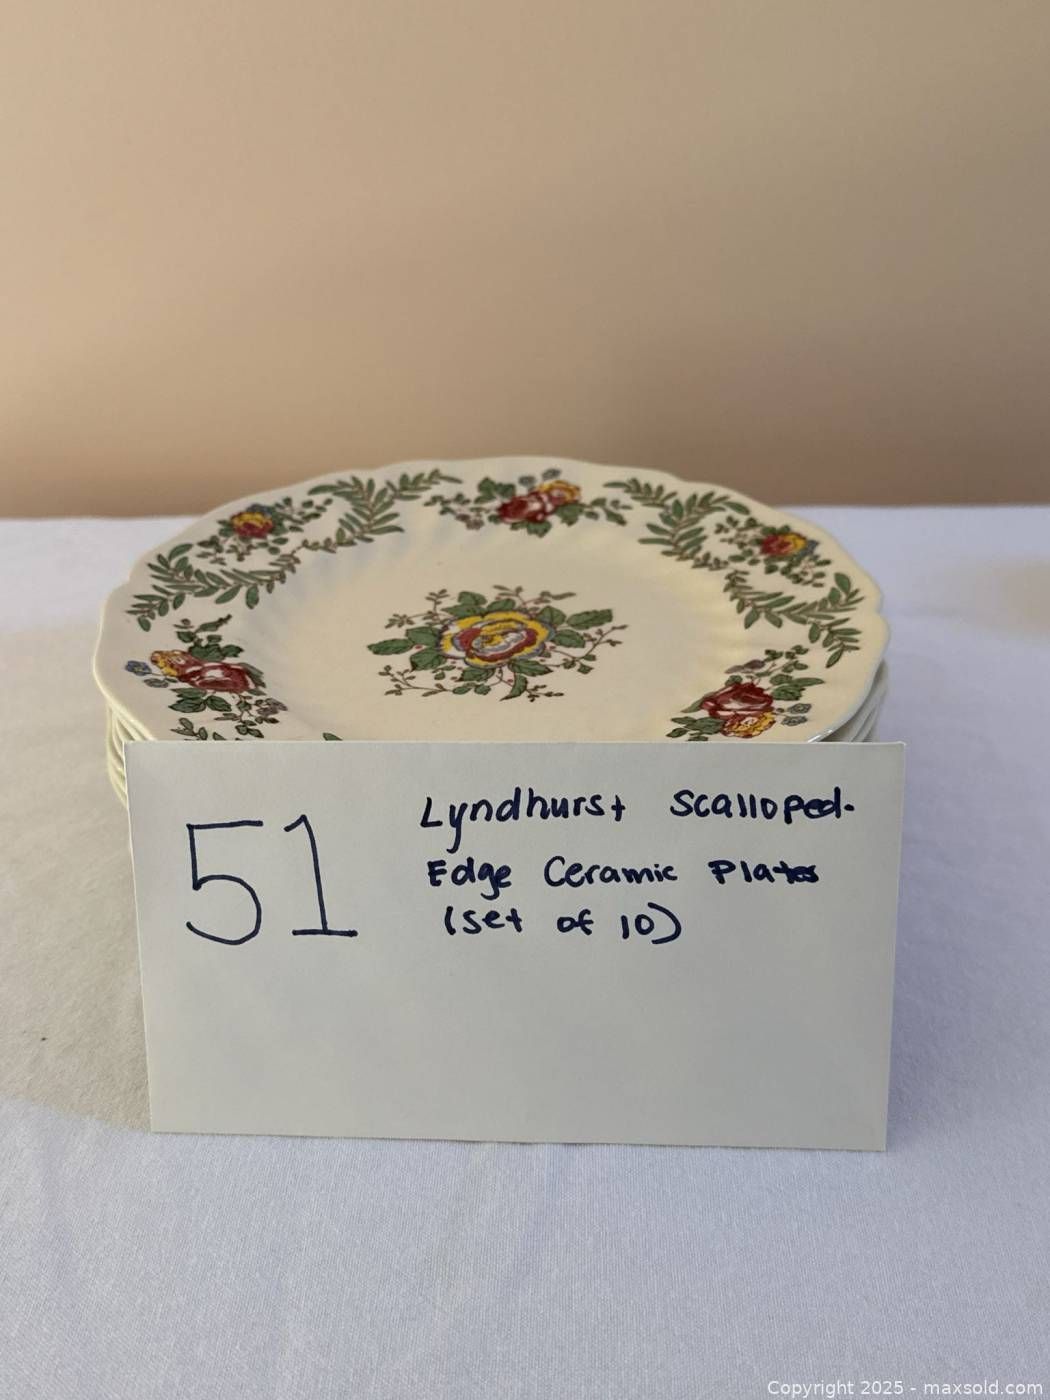 51
Lyndhurst Scalloped-
Edge Ceramic Plates
(set of 10)
Copyright 2025 - maxsold.com